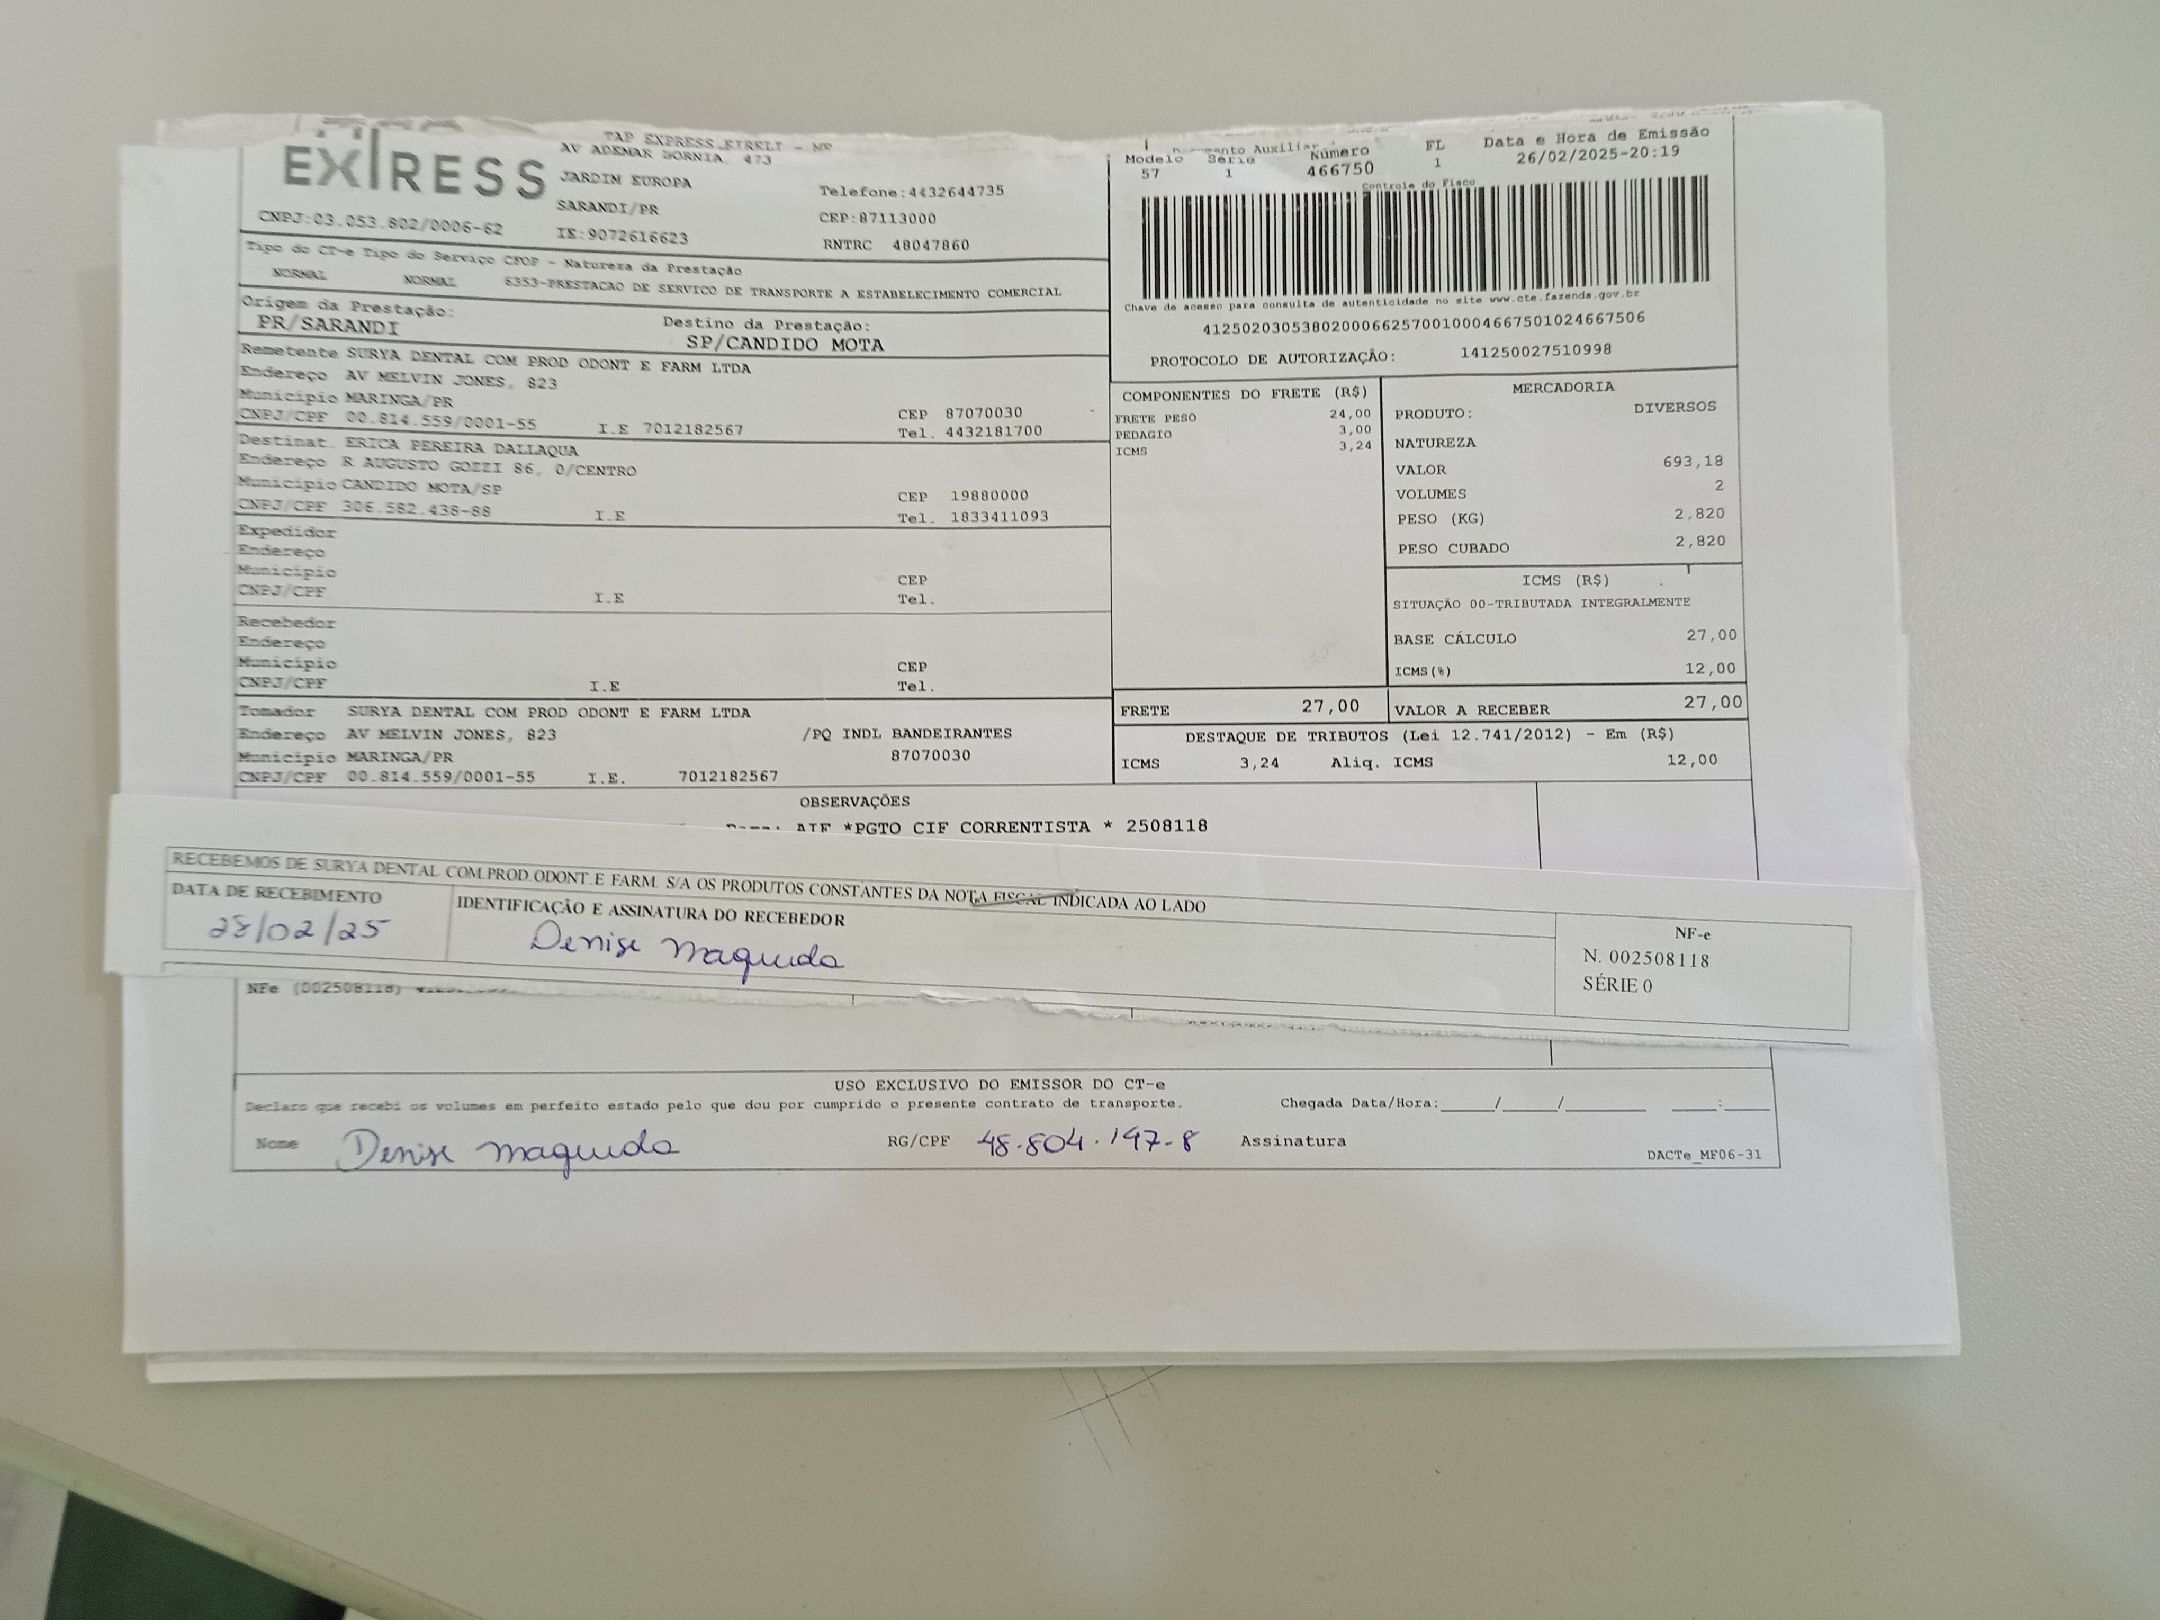 EXPRESS
TAP EXPRESS EIRELI - ME
AV ADEMAR BORNIA, 473
JARDIM EUROPA
Telefone:4432644735
SARANDI/PR
CEP:87113000
CNPJ:03.053.802/0006-62
IE:9072616623
RNTRC 48047860
Auxiliar
Modelo Série Número FL Data e Hora de Emissão
57 1 466750 1 26/02/2025-20:19
Controle do Fisco
Chave de acesso para consulta de autenticidade no site www.cte.fazenda.gov.br
41250203053802000662570010004667501024667506
PROTOCOLO DE AUTORIZAÇÃO: 141250027510998
Tipo do CT-e Tipo do Serviço CFOP - Natureza da Prestação
NORMAL NORMAL 6353-PRESTACAO DE SERVICO DE TRANSPORTE A ESTABELECIMENTO COMERCIAL
Origem da Prestação: Destino da Prestação:
PR/SARANDI SP/CANDIDO MOTA
Remetente SURYA DENTAL COM PROD ODONT E FARM LTDA
Endereço AV MELVIN JONES, 823
Município MARINGA/PR CEP 87070030
CNPJ/CPF 00.814.559/0001-55 I.E 7012182567 Tel. 4432181700
Destinat. ERICA PEREIRA DALLAQUA
Endereço R AUGUSTO GOZZI 86, 0/CENTRO
Município CANDIDO MOTA/SP CEP 19880000
CNPJ/CPF 306.582.438-88 I.E Tel. 1833411093
Expedidor
Endereço
Município CEP
CNPJ/CPF I.E Tel.
Recebedor
Endereço
Município CEP
CNPJ/CPF I.E Tel.
Tomador SURYA DENTAL COM PROD ODONT E FARM LTDA
Endereço AV MELVIN JONES, 823 /PQ INDL BANDEIRANTES
Município MARINGA/PR 87070030
CNPJ/CPF 00.814.559/0001-55 I.E. 7012182567
COMPONENTES DO FRETE (R$)
FRETE PESO 24,00
PEDAGIO 3,00
ICMS 3,24
MERCADORIA
PRODUTO: DIVERSOS
NATUREZA
VALOR 693,18
VOLUMES 2
PESO (KG) 2,820
PESO CUBADO 2,820
ICMS (R$)
SITUAÇÃO 00-TRIBUTADA INTEGRALMENTE
BASE CÁLCULO 27,00
ICMS(%) 12,00
FRETE 27,00 VALOR A RECEBER 27,00
DESTAQUE DE TRIBUTOS (Lei 12.741/2012) - Em (R$)
ICMS 3,24 Aliq. ICMS 12,00
OBSERVAÇÕES
*PGTO CIF CORRENTISTA * 2508118
RECEBEMOS DE SURYA DENTAL COM.PROD.ODONT.E FARM. S/A OS PRODUTOS CONSTANTES DA NOTA FISCAL INDICADA AO LADO
DATA DE RECEBIMENTO IDENTIFICAÇÃO E ASSINATURA DO RECEBEDOR
28/02/25 Denise Maquida
NF-e
N. 002508118
SÉRIE 0
NFe (002508118)
USO EXCLUSIVO DO EMISSOR DO CT-e
Declaro que recebi os volumes em perfeito estado pelo que dou por cumprido o presente contrato de transporte. Chegada Data/Hora:_____/_____/________ ____:____
Nome Denise Maquida RG/CPF 48.804.197-8 Assinatura
DACTe_MF06-31